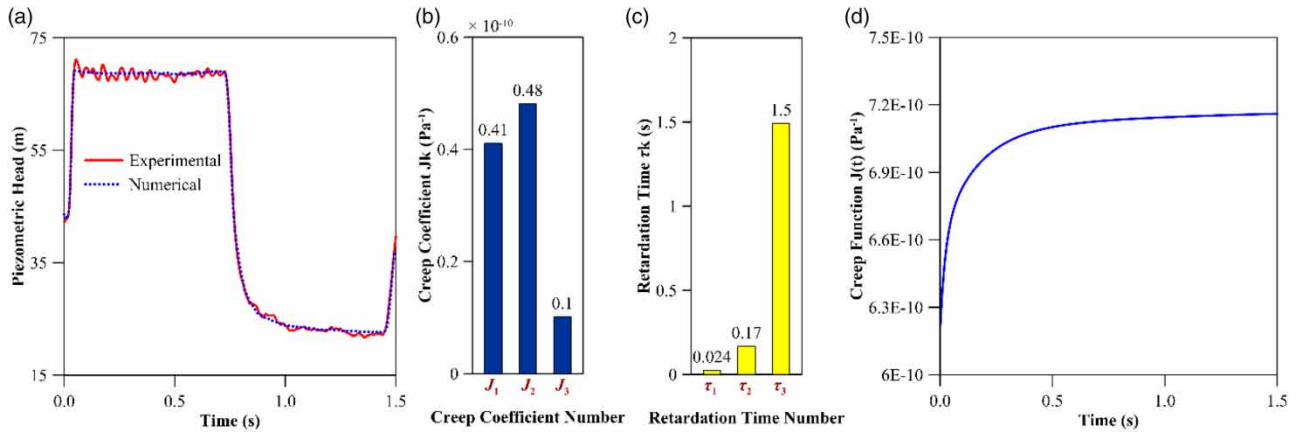 (a)
75
55
35
15
Piezometric Head (m)
Experimental
Numerical
0.0
0.5
1.0
1.5
Time (s)
(b)
× 10⁻¹⁰
0.6
0.4
0.2
0
Creep Coefficient Jk (Pa⁻¹)
0.41
0.48
0.1
J₁
J₂
J₃
Creep Coefficient Number
(c)
2
1.5
1
0.5
0
Retardation Time τk (s)
0.024
0.17
1.5
τ₁
τ₂
τ₃
Retardation Time Number
(d)
7.5E-10
7.2E-10
6.9E-10
6.6E-10
6.3E-10
6E-10
Creep Function J(t) (Pa⁻¹)
0.0
0.5
1.0
1.5
Time (s)